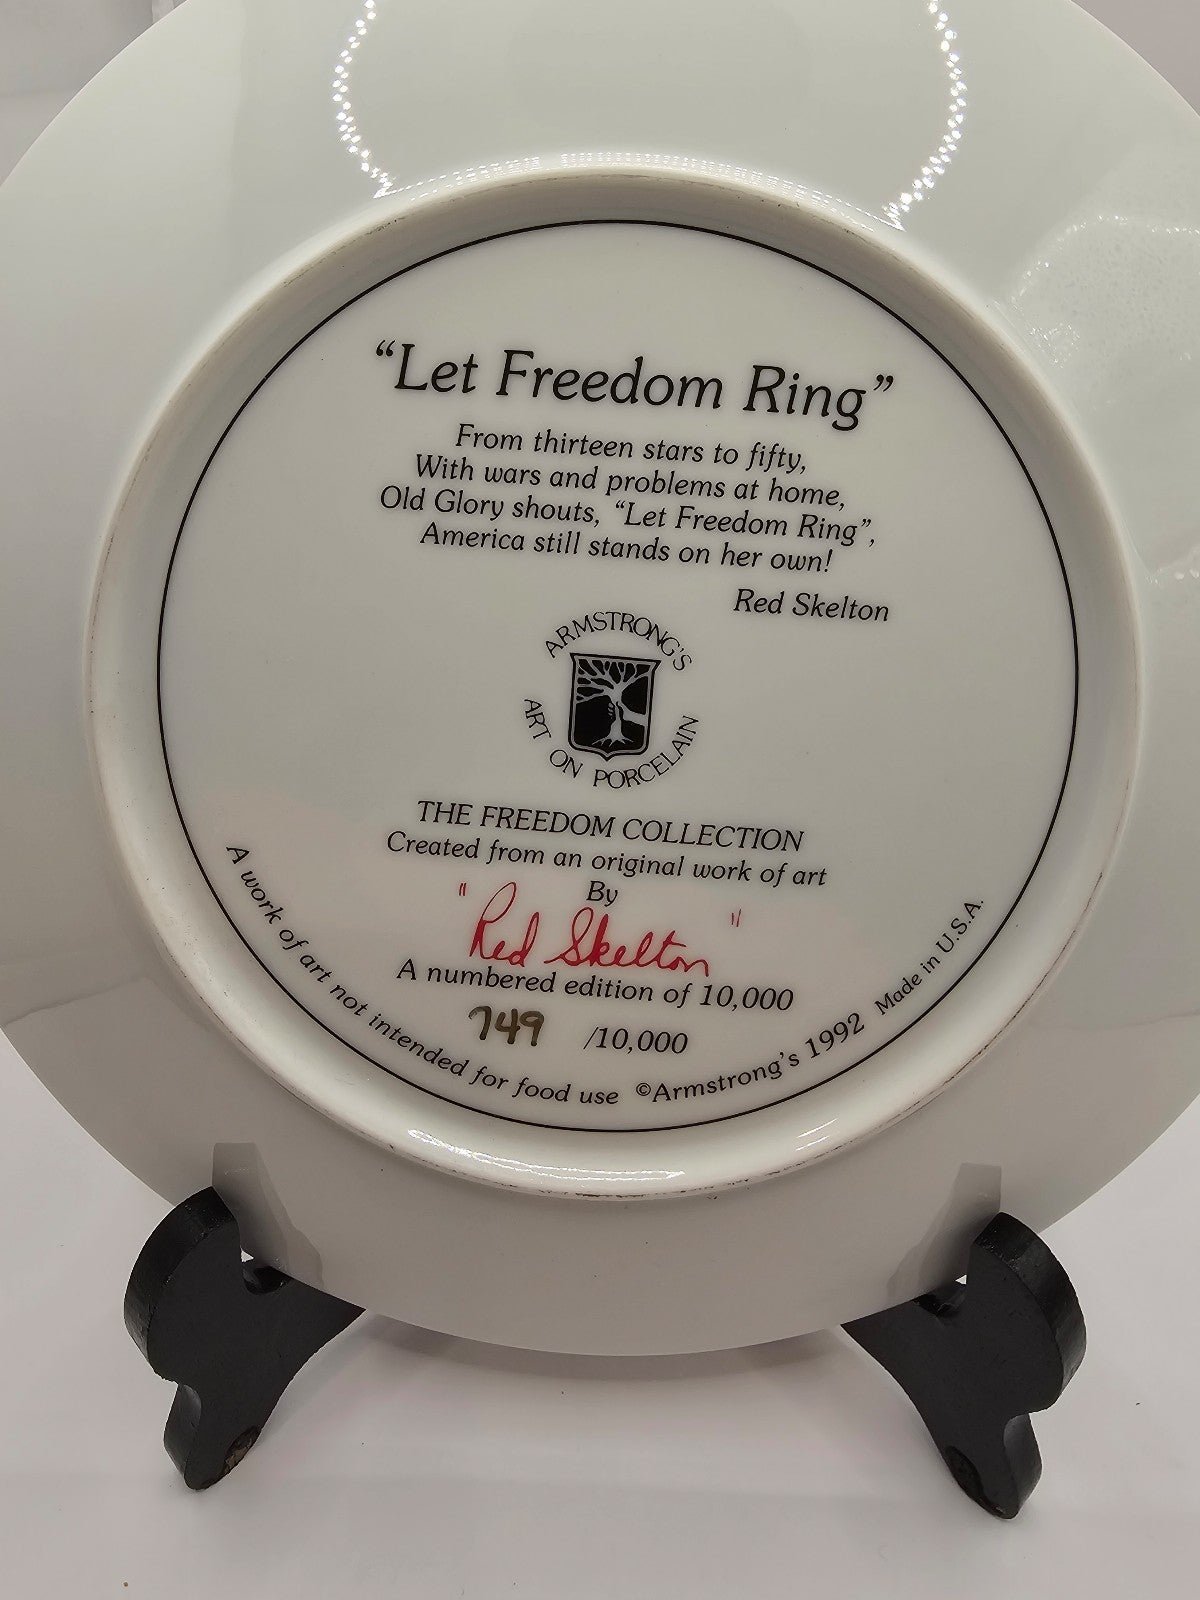 “Let Freedom Ring”
From thirteen stars to fifty,
With wars and problems at home,
Old Glory shouts, “Let Freedom Ring”,
America still stands on her own!
Red Skelton
ARMSTRONG'S
ART ON PORCELAIN
THE FREEDOM COLLECTION
Created from an original work of art
By
"Red Skelton"
A numbered edition of 10,000
749 /10,000
A work of art not intended for food use ©Armstrong's 1992 Made in U.S.A.